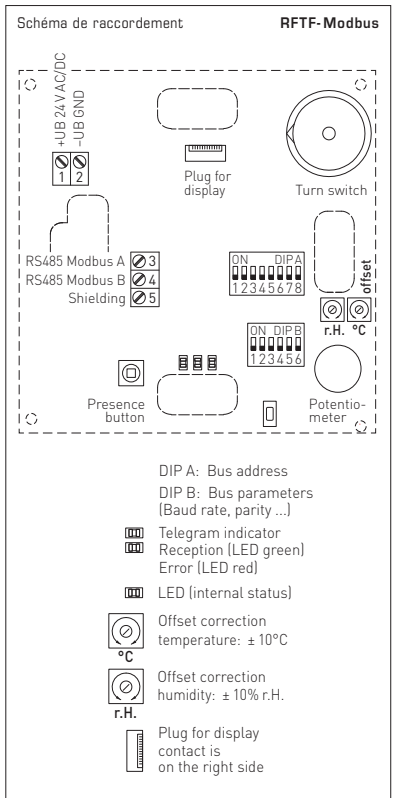 Schéma de raccordement RFTF-Modbus
+UB 24V AC/DC
–UB GND
1 2
Plug for
display
Turn switch
RS485 Modbus A 3
RS485 Modbus B 4
Shielding 5
ON DIP A
1 2 3 4 5 6 7 8
offset
r.H. °C
ON DIP B
1 2 3 4 5 6
Presence
button
Potentio-
meter
DIP A: Bus address
DIP B: Bus parameters
(Baud rate, parity ...)
Telegram indicator
Reception (LED green)
Error (LED red)
LED (internal status)
Offset correction
temperature: ± 10°C
°C
Offset correction
humidity: ± 10% r.H.
r.H.
Plug for display
contact is
on the right side